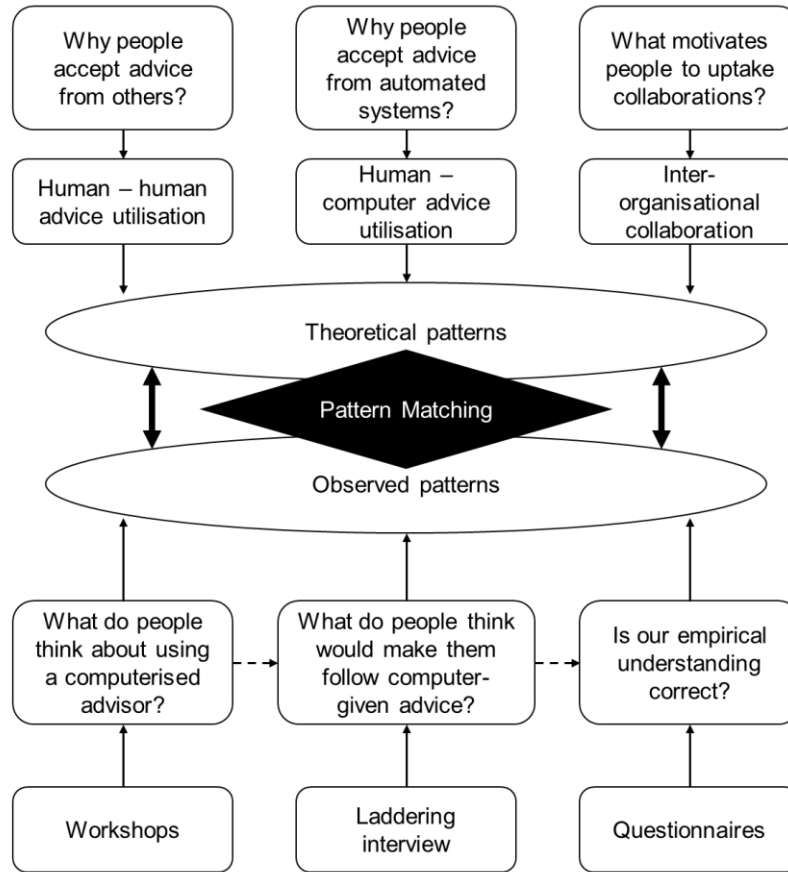 Why people
accept advice
from others?
Why people
accept advice
from automated
systems?
What motivates
people to uptake
collaborations?
Human – human
advice utilisation
Human –
computer advice
utilisation
Inter-
organisational
collaboration
Theoretical patterns
Pattern Matching
Observed patterns
What do people
think about using
a computerised
advisor?
What do people think
would make them
follow computer-
given advice?
Is our empirical
understanding
correct?
Workshops
Laddering
interview
Questionnaires